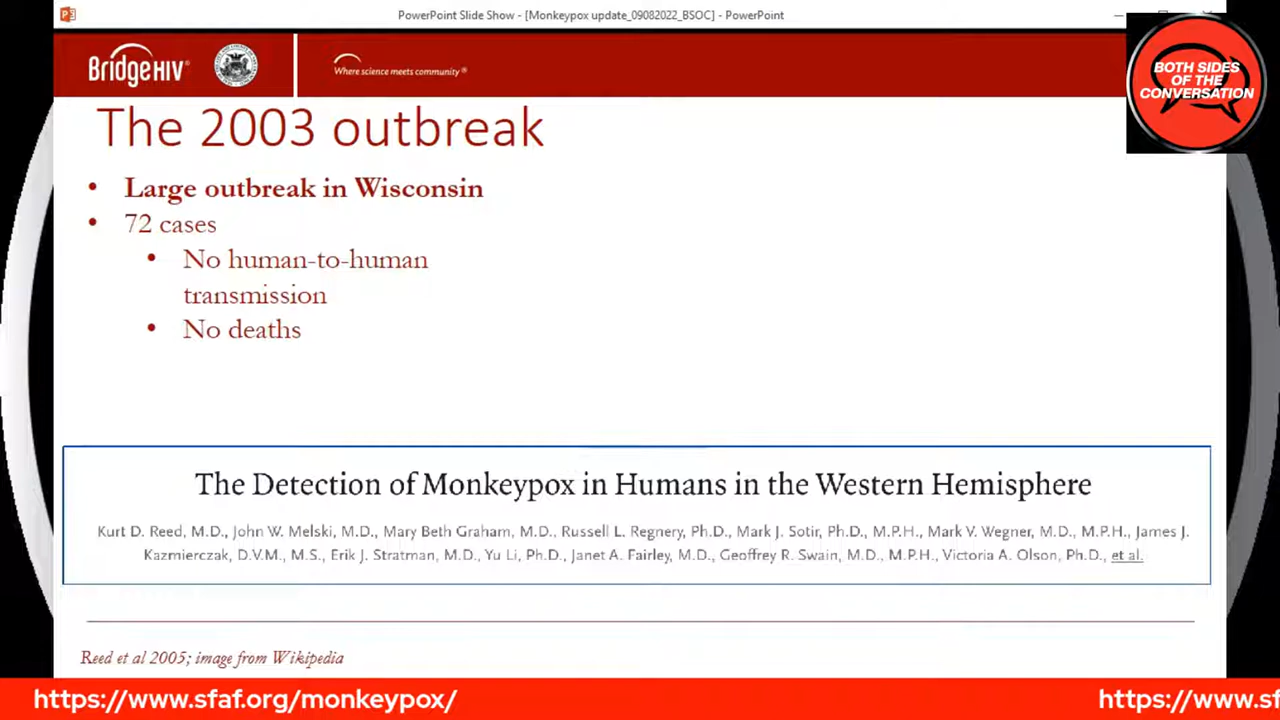 PowerPoint Slide Show - [Monkeypox update_09082022_BSOC] - PowerPoint
BridgeHIV®
Where science meets community®
BOTH SIDES
OF THE
CONVERSATION
The 2003 outbreak
• Large outbreak in Wisconsin
• 72 cases
• No human-to-human
transmission
• No deaths
The Detection of Monkeypox in Humans in the Western Hemisphere
Kurt D. Reed, M.D., John W. Melski, M.D., Mary Beth Graham, M.D., Russell L. Regnery, Ph.D., Mark J. Sotir, Ph.D., M.P.H., Mark V. Wegner, M.D., M.P.H., James J.
Kazmierczak, D.V.M., M.S., Erik J. Stratman, M.D., Yu Li, Ph.D., Janet A. Fairley, M.D., Geoffrey R. Swain, M.D., M.P.H., Victoria A. Olson, Ph.D., et al.
Reed et al 2005; image from Wikipedia
https://www.sfaf.org/monkeypox/
https://www.sf